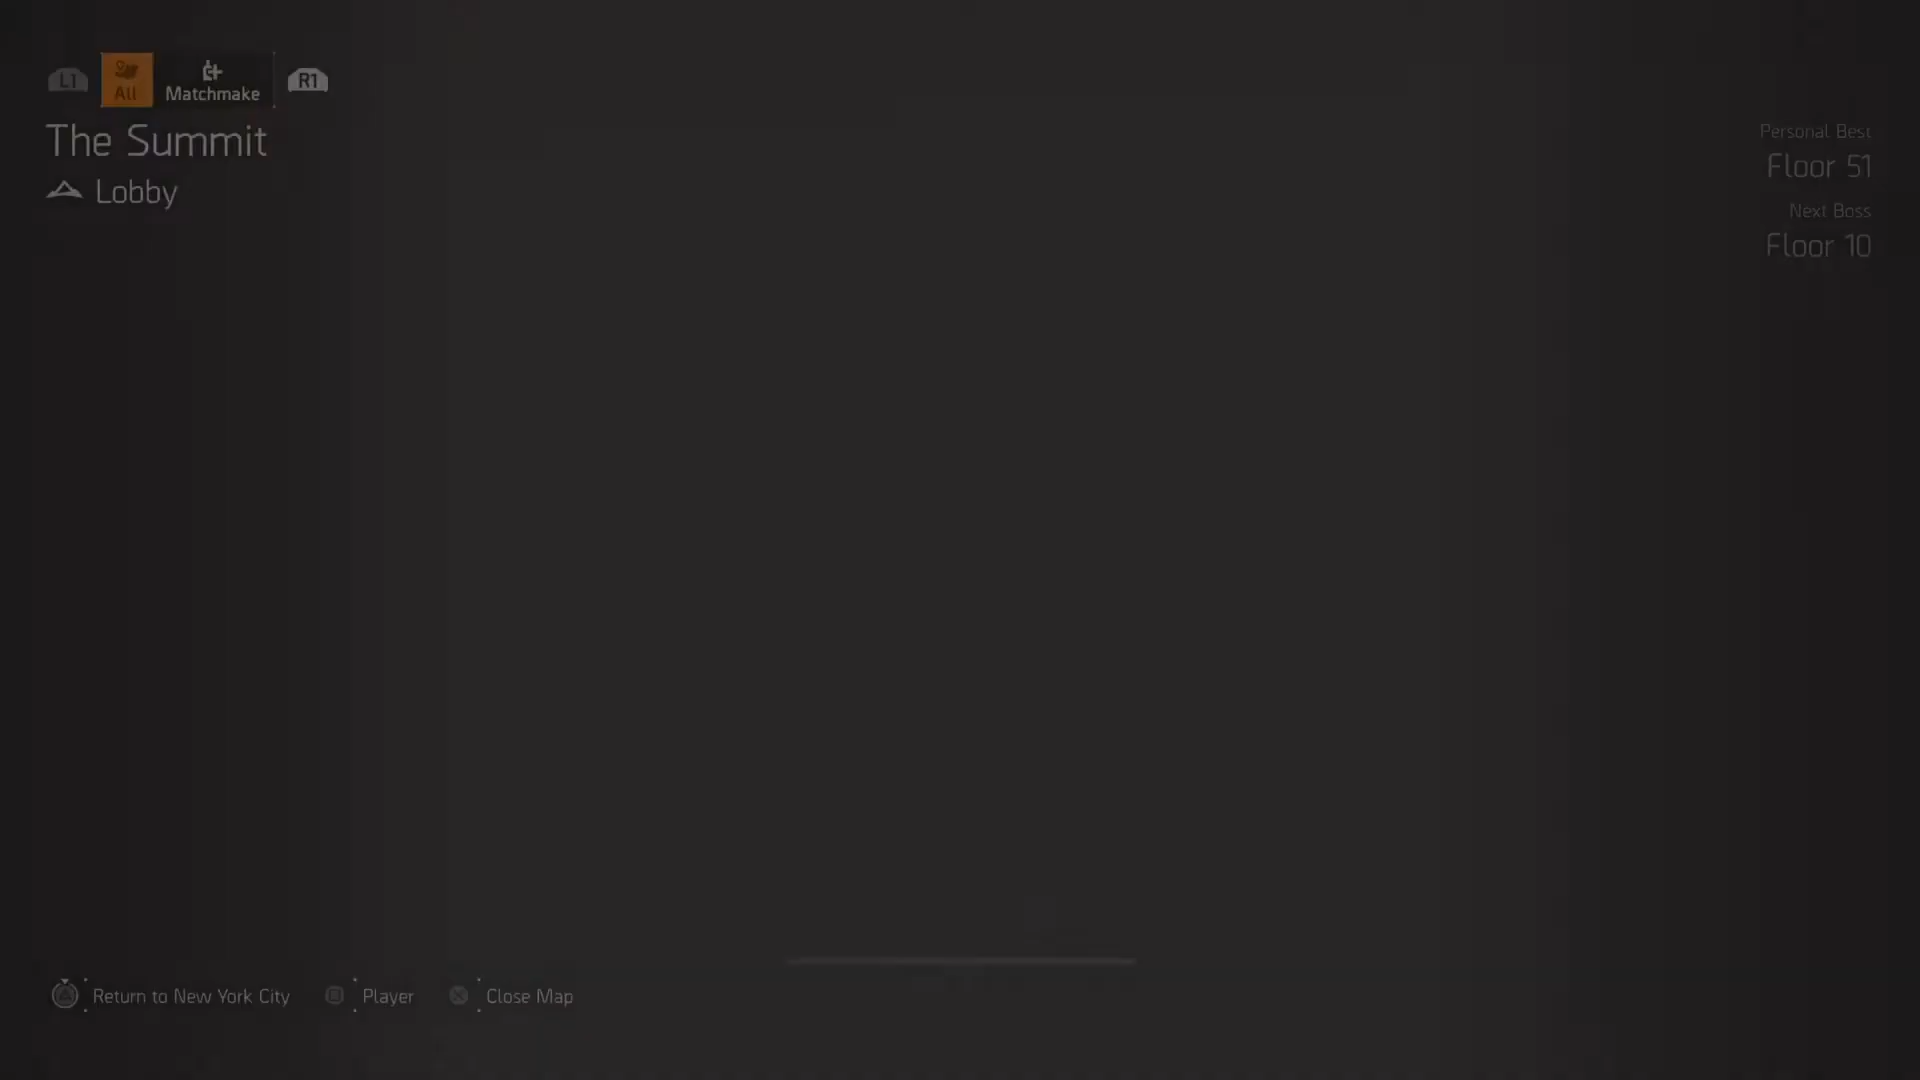 L1
All
Matchmake
R1
The Summit
Lobby
Personal Best
Floor 51
Next Boss
Floor 10
Return to New York City
Player
Close Map